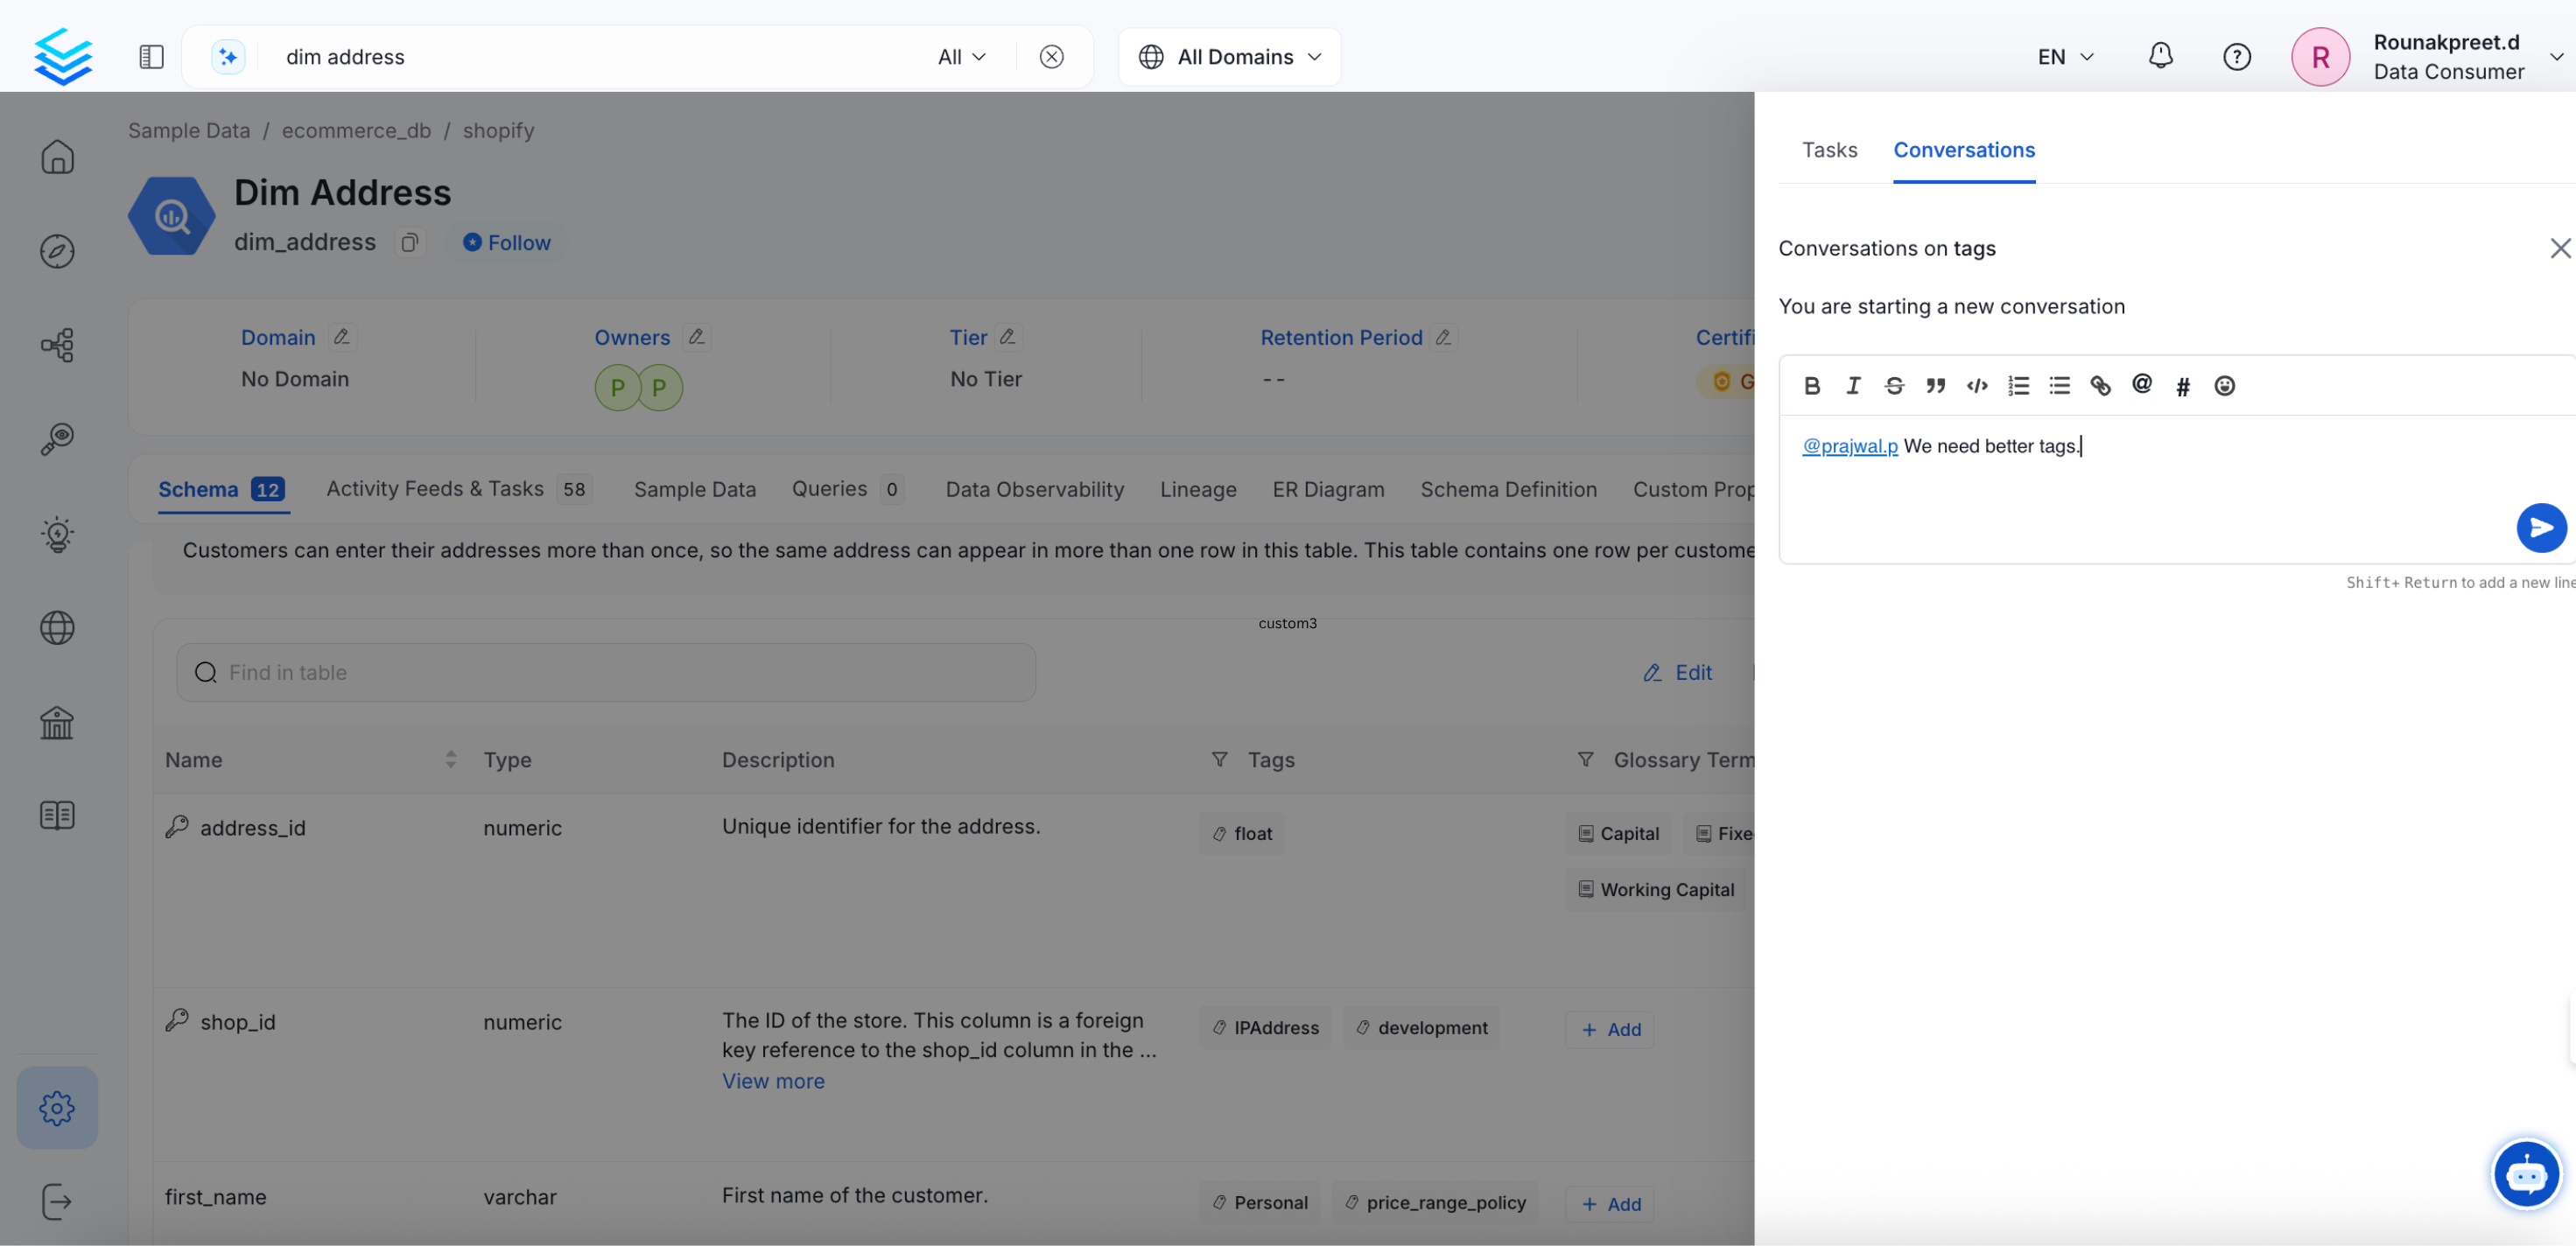 dim address
All
All Domains
EN
R
Rounakpreet.d
Data Consumer
Sample Data / ecommerce_db / shopify
Dim Address
dim_address
Follow
Domain
No Domain
Owners
P P
Tier
No Tier
Retention Period
--
Certifi
G
Schema 12
Activity Feeds & Tasks 58
Sample Data
Queries 0
Data Observability
Lineage
ER Diagram
Schema Definition
Custom Prop
Customers can enter their addresses more than once, so the same address can appear in more than one row in this table. This table contains one row per custome
custom3
Find in table
Edit
Name Type Description Tags Glossary Term
address_id numeric Unique identifier for the address. float Capital Fixe
Working Capital
shop_id numeric The ID of the store. This column is a foreign IPAddress development + Add
key reference to the shop_id column in the ...
View more
first_name varchar First name of the customer. Personal price_range_policy + Add
Tasks
Conversations
Conversations on tags
You are starting a new conversation
B I S @ #
@prajwal.p We need better tags.
Shift+ Return to add a new line